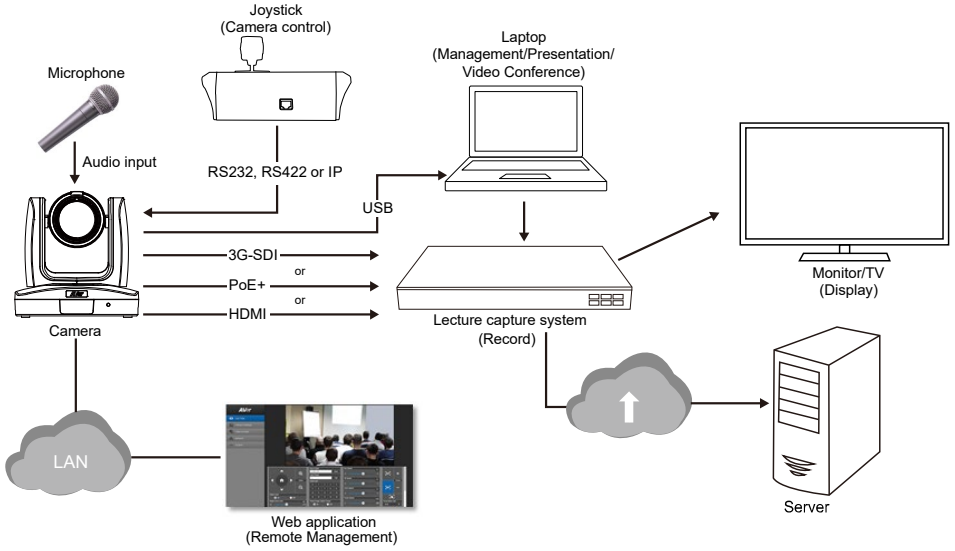 Joystick
(Camera control)
Laptop
(Management/Presentation/
Video Conference)
Microphone
Audio input
RS232, RS422 or IP
USB
3G-SDI
or
PoE+
or
HDMI
Camera
Lecture capture system
(Record)
Monitor/TV
(Display)
LAN
AVer
Web application
(Remote Management)
Server